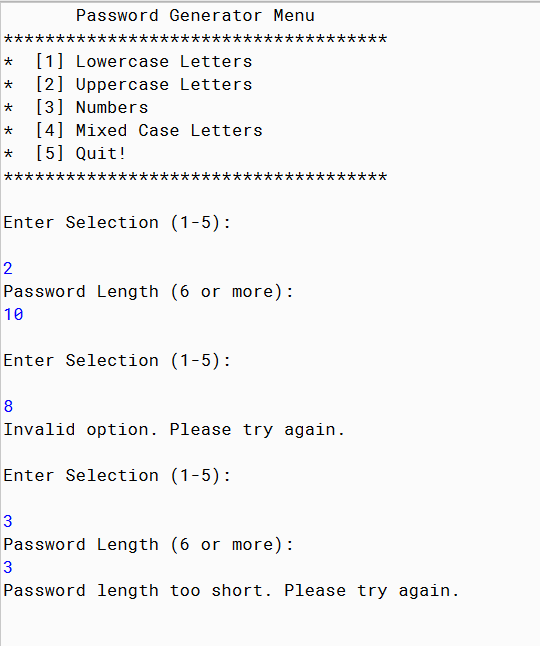 Password Generator Menu
*************************************
*  [1] Lowercase Letters
*  [2] Uppercase Letters
*  [3] Numbers
*  [4] Mixed Case Letters
*  [5] Quit!
*************************************
Enter Selection (1-5):
2
Password Length (6 or more):
10
Enter Selection (1-5):
8
Invalid option. Please try again.
Enter Selection (1-5):
3
Password Length (6 or more):
3
Password length too short. Please try again.